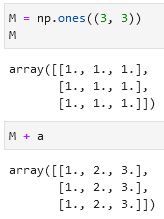 M = np.ones((3, 3))
M
array([[1., 1., 1.],
       [1., 1., 1.],
       [1., 1., 1.]])
M + a
array([[1., 2., 3.],
       [1., 2., 3.],
       [1., 2., 3.]])